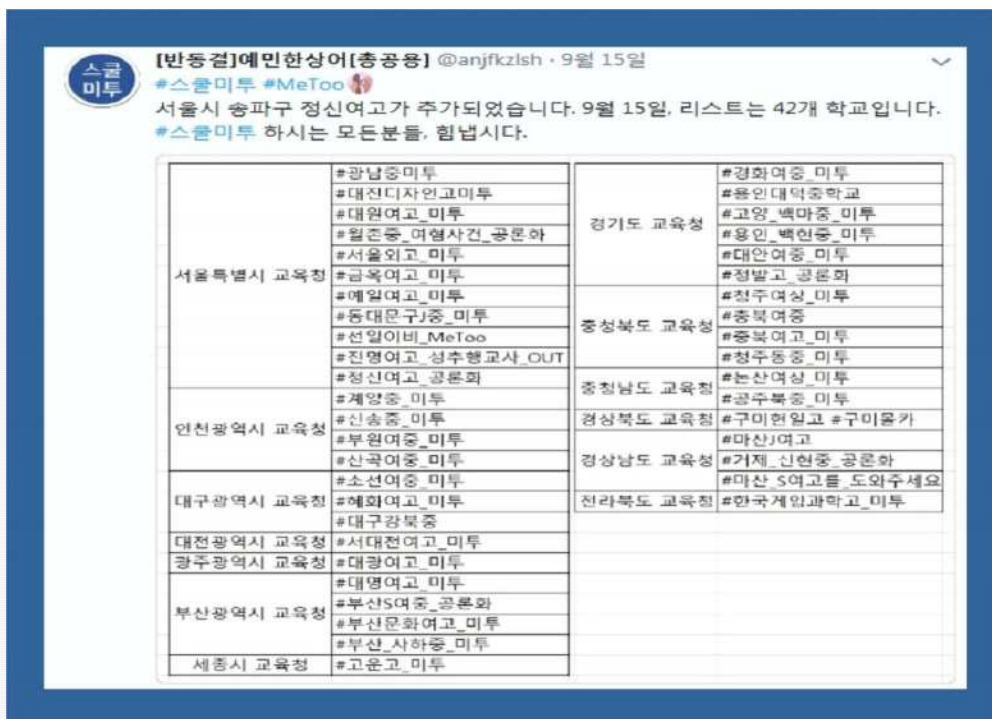 스쿨
미투
[반동결]예민한상어[총공용] @anjfkzlsh · 9월 15일
#스쿨미투 #MeToo
서울시 송파구 정신여고가 추가되었습니다. 9월 15일, 리스트는 42개 학교입니다.
#스쿨미투 하시는 모든분들, 힘냅시다.
서울특별시 교육청
#광남중미투
#대진디자인고미투
#대원여고_미투
#월촌중_여혐사건_공론화
#서울외고_미투
#금옥여고_미투
#예일여고_미투
#동대문구J중_미투
#선일이비_MeToo
#진명여고_성추행교사_OUT
#정신여고_공론화
인천광역시 교육청
#계양중_미투
#신송중_미투
#부원여중_미투
#산곡여중_미투
대구광역시 교육청
#소선여중_미투
#혜화여고_미투
#대구강북중
대전광역시 교육청
#서대전여고_미투
광주광역시 교육청
#대광여고_미투
부산광역시 교육청
#대명여고_미투
#부산S여중_공론화
#부산문화여고_미투
#부산_사하중_미투
세종시 교육청
#고운고_미투
경기도 교육청
#경화여중_미투
#용인대덕중학교
#고양_백마중_미투
#용인_백현중_미투
#대안여중_미투
#정발고_공론화
충청북도 교육청
#청주여상_미투
#충북여중
#충북여고_미투
#청주동중_미투
충청남도 교육청
#논산여상_미투
#공주북중_미투
경상북도 교육청
#구미현일고 #구미몰카
경상남도 교육청
#마산J여고
#거제_신현중_공론화
#마산_S여고를_도와주세요
전라북도 교육청
#한국게임과학고_미투